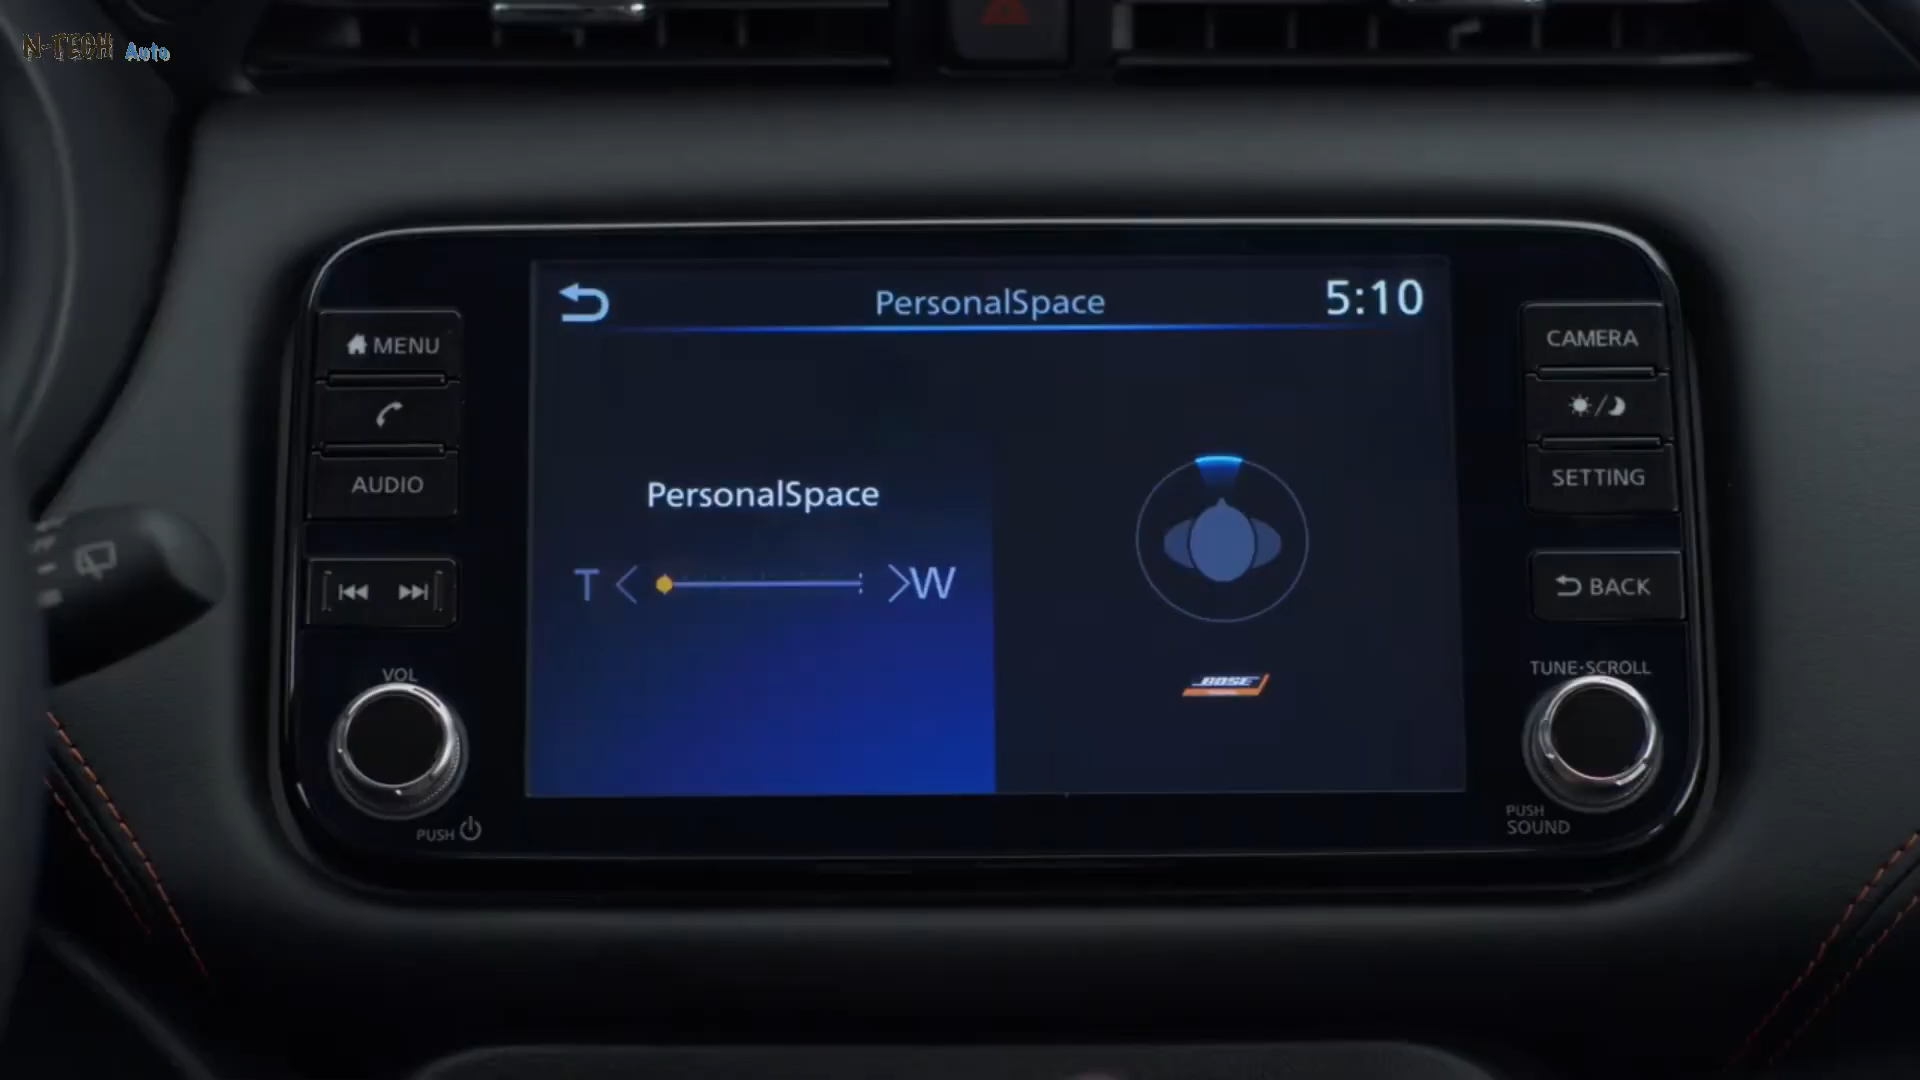 N-TECH Auto
PersonalSpace
5:10
MENU
AUDIO
VOL
PUSH
PersonalSpace
T
W
BOSE
CAMERA
SETTING
BACK
TUNE·SCROLL
PUSH
SOUND